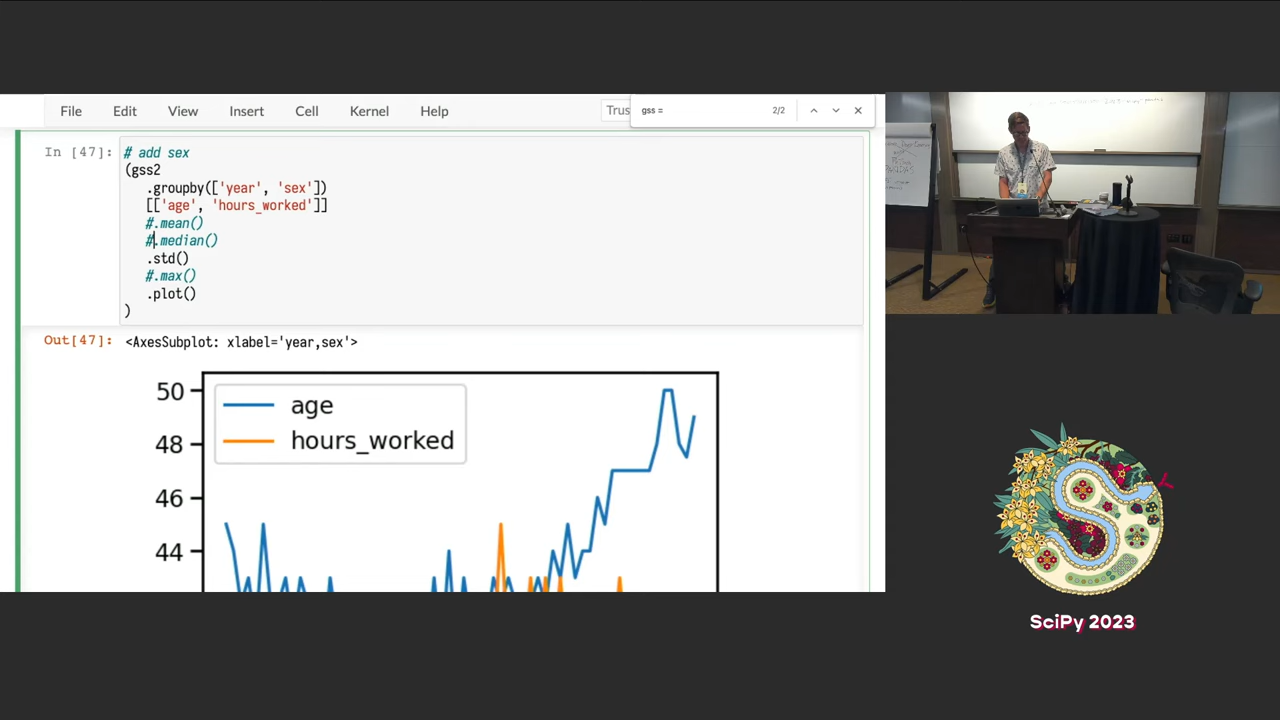 File Edit View Insert Cell Kernel Help Trus gss = 2/2
In [47]: # add sex
(gss2
.groupby(['year', 'sex'])
[['age', 'hours_worked']]
#.mean()
#.median()
.std()
#.max()
.plot()
)
Out[47]: <AxesSubplot: xlabel='year,sex'>
50
48
46
44
age
hours_worked
SciPy 2023